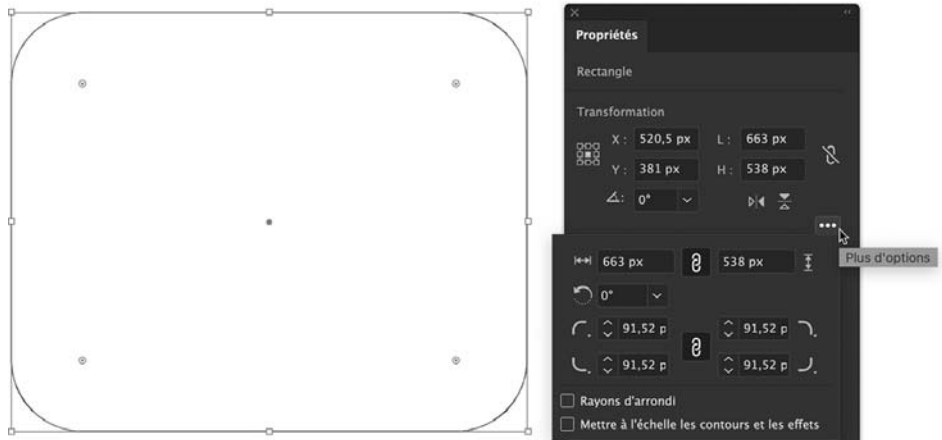 Propriétés
Rectangle
Transformation
X : 520,5 px L : 663 px
Y : 381 px H : 538 px
0°
Plus d'options
663 px 538 px
0°
91,52 p 91,52 p
91,52 p 91,52 p
Rayons d'arrondi
Mettre à l'échelle les contours et les effets